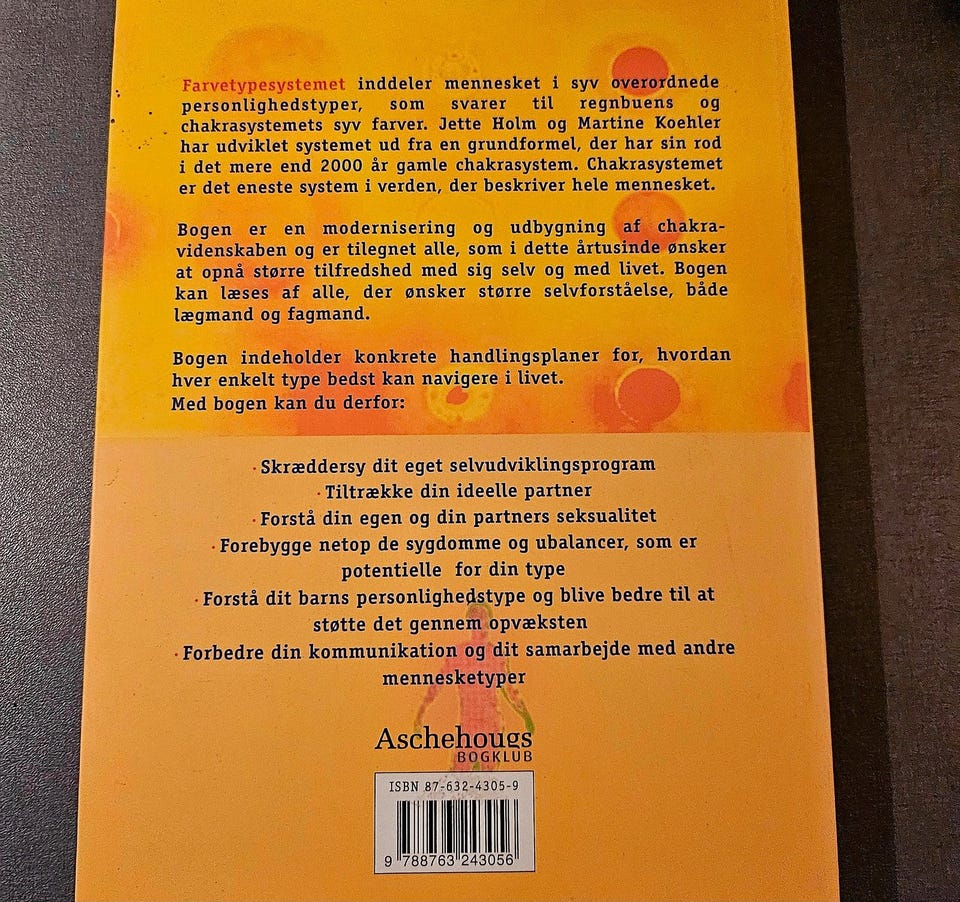 Farvetypesystemet inddeler mennesket i syv overordnede
personlighedstyper, som svarer til regnbuens og
chakrasystemets syv farver. Jette Holm og Martine Koehler
har udviklet systemet ud fra en grundformel, der har sin rod
i det mere end 2000 år gamle chakrasystem. Chakrasystemet
er det eneste system i verden, der beskriver hele mennesket.
Bogen er en modernisering og udbygning af chakra-
videnskaben og er tilegnet alle, som i dette årtusinde ønsker
at opnå større tilfredshed med sig selv og med livet. Bogen
kan læses af alle, der ønsker større selvforståelse, både
lægmand og fagmand.
Bogen indeholder konkrete handlingsplaner for, hvordan
hver enkelt type bedst kan navigere i livet.
Med bogen kan du derfor:
· Skræddersy dit eget selvudviklingsprogram
· Tiltrække din ideelle partner
· Forstå din egen og din partners seksualitet
· Forebygge netop de sygdomme og ubalancer, som er
potentielle for din type
· Forstå dit barns personlighedstype og blive bedre til at
støtte det gennem opvæksten
· Forbedre din kommunikation og dit samarbejde med andre
mennesketyper
Aschehougs
BOGKLUB
ISBN 87-632-4305-9
9 788763 243056